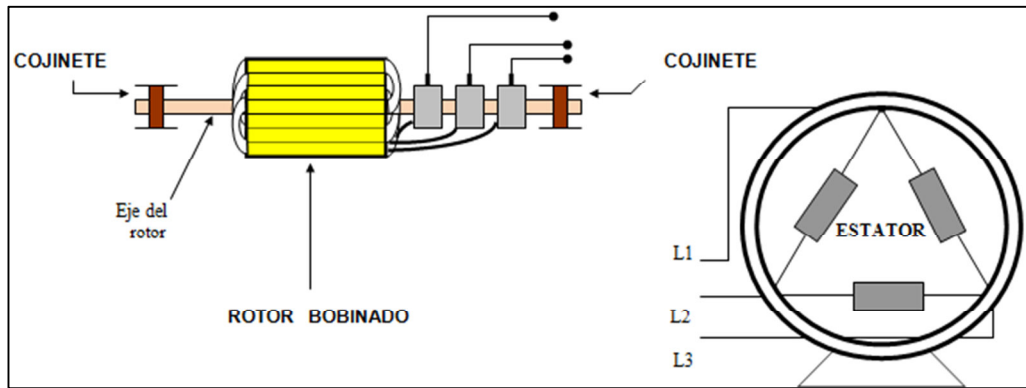 COJINETE
COJINETE
Eje del
rotor
ROTOR BOBINADO
ESTATOR
L1
L2
L3